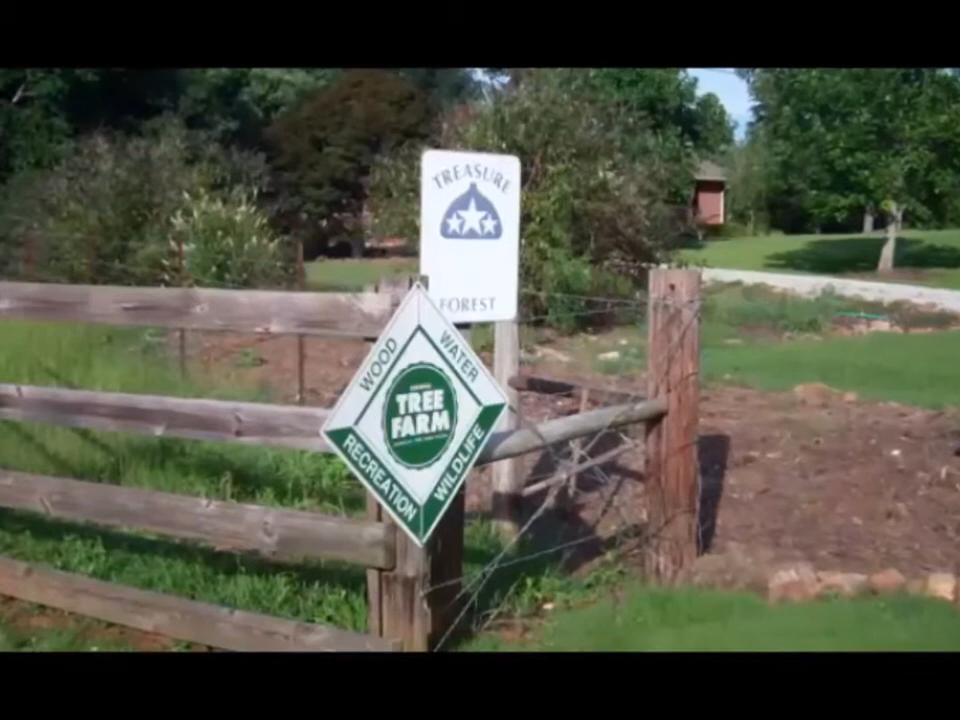 TREASURE
FOREST
WOOD
WATER
TREE
FARM
RECREATION
WILDLIFE